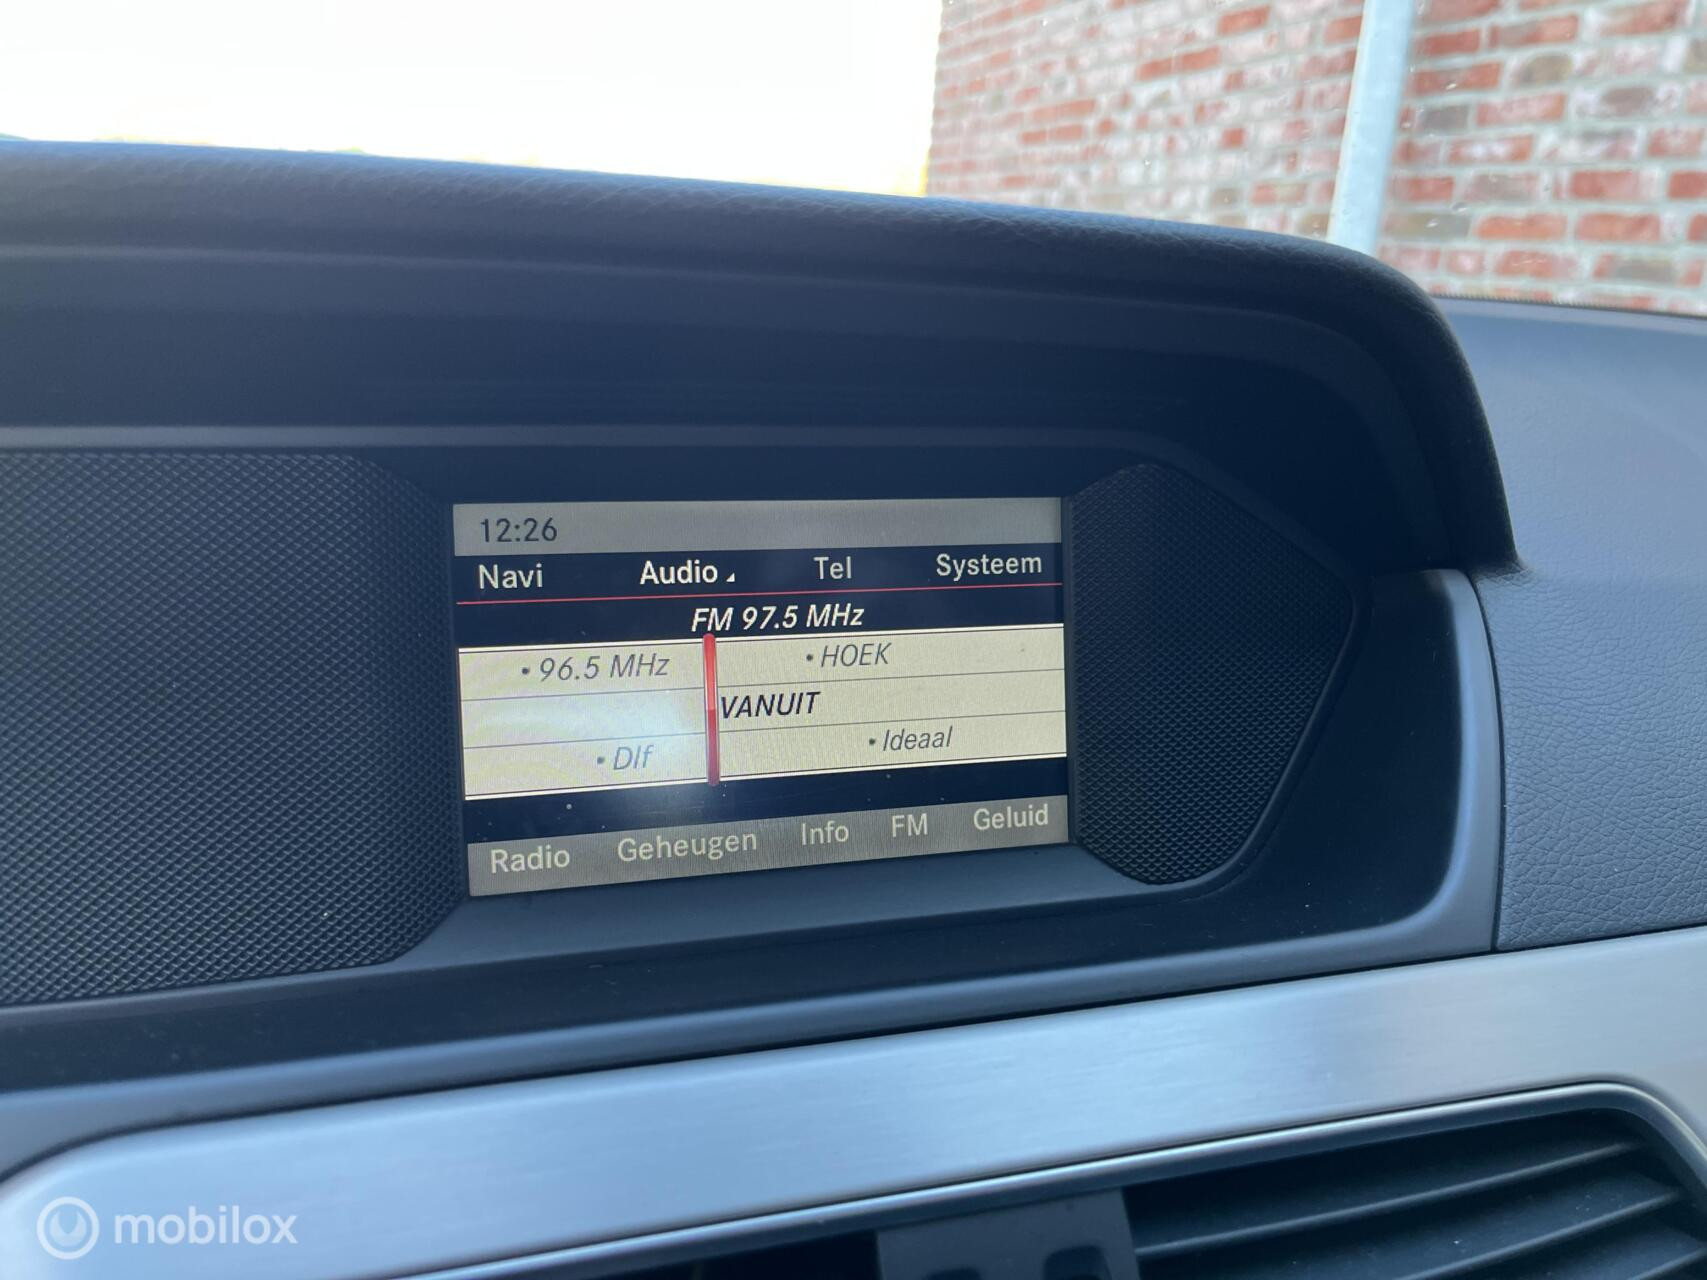 12:26
Navi Audio Tel Systeem
FM 97.5 MHz
• 96.5 MHz • HOEK
VANUIT
• Dlf • Ideaal
Radio Geheugen Info FM Geluid
mobilox